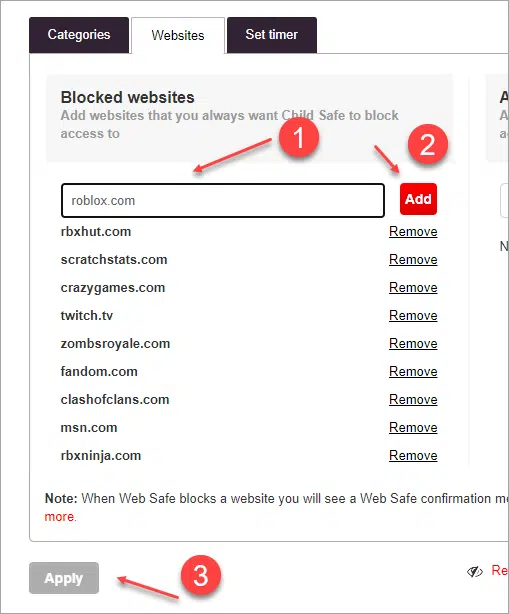 Categories
Websites
Set timer
Blocked websites
Add websites that you always want Child Safe to block
access to
1
2
roblox.com
Add
rbxhut.com Remove
scratchstats.com Remove
crazygames.com Remove
twitch.tv Remove
zombsroyale.com Remove
fandom.com Remove
clashofclans.com Remove
msn.com Remove
rbxninja.com Remove
Note: When Web Safe blocks a website you will see a Web Safe confirmation me
more.
Apply
3
Re
A
A
ac
N